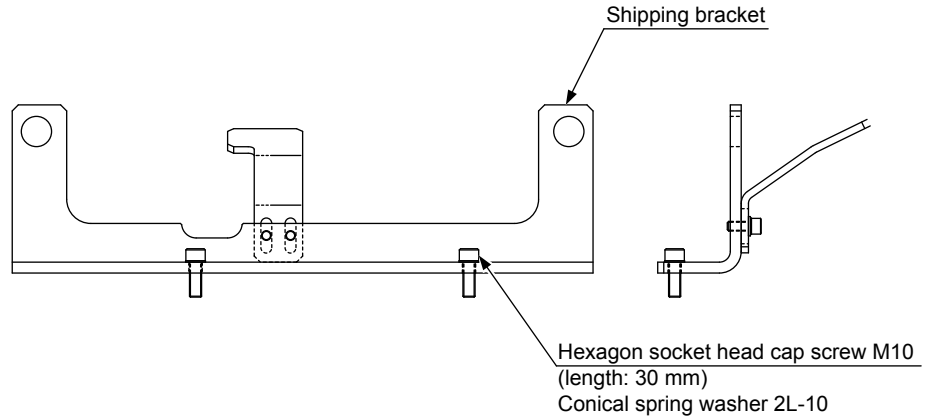 Shipping bracket
Hexagon socket head cap screw M10
(length: 30 mm)
Conical spring washer 2L-10